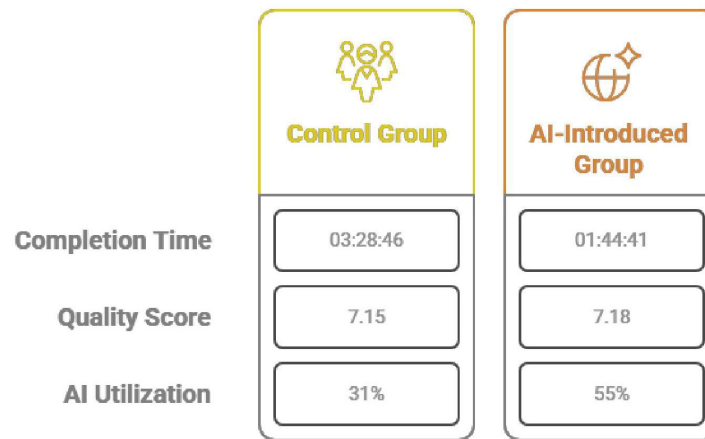 Control Group
AI-Introduced
Group
Completion Time 03:28:46 01:44:41
Quality Score 7.15 7.18
AI Utilization 31% 55%